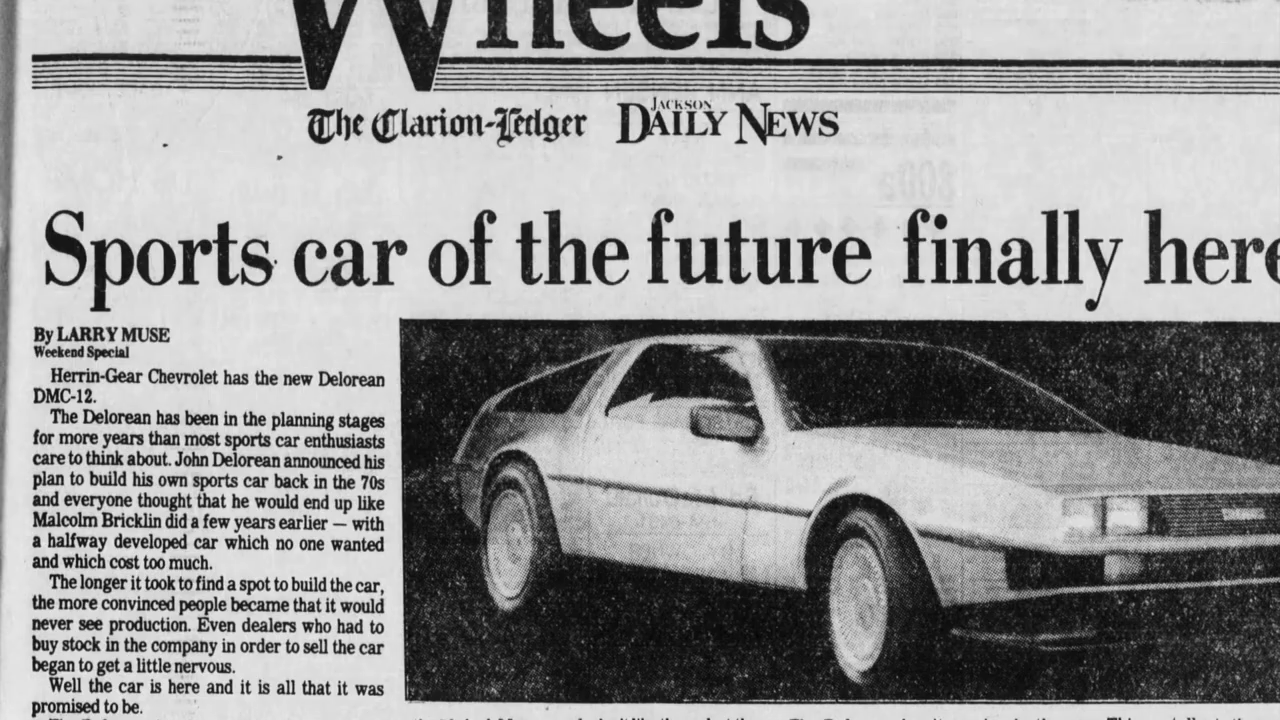 Wheels
The Clarion-Ledger JACKSON DAILY NEWS
Sports car of the future finally here
By LARRY MUSE
Weekend Special
Herrin-Gear Chevrolet has the new Delorean
DMC-12.
The Delorean has been in the planning stages
for more years than most sports car enthusiasts
care to think about. John Delorean announced his
plan to build his own sports car back in the 70s
and everyone thought that he would end up like
Malcolm Bricklin did a few years earlier — with
a halfway developed car which no one wanted
and which cost too much.
The longer it took to find a spot to build the car,
the more convinced people became that it would
never see production. Even dealers who had to
buy stock in the company in order to sell the car
began to get a little nervous.
Well the car is here and it is all that it was
promised to be.